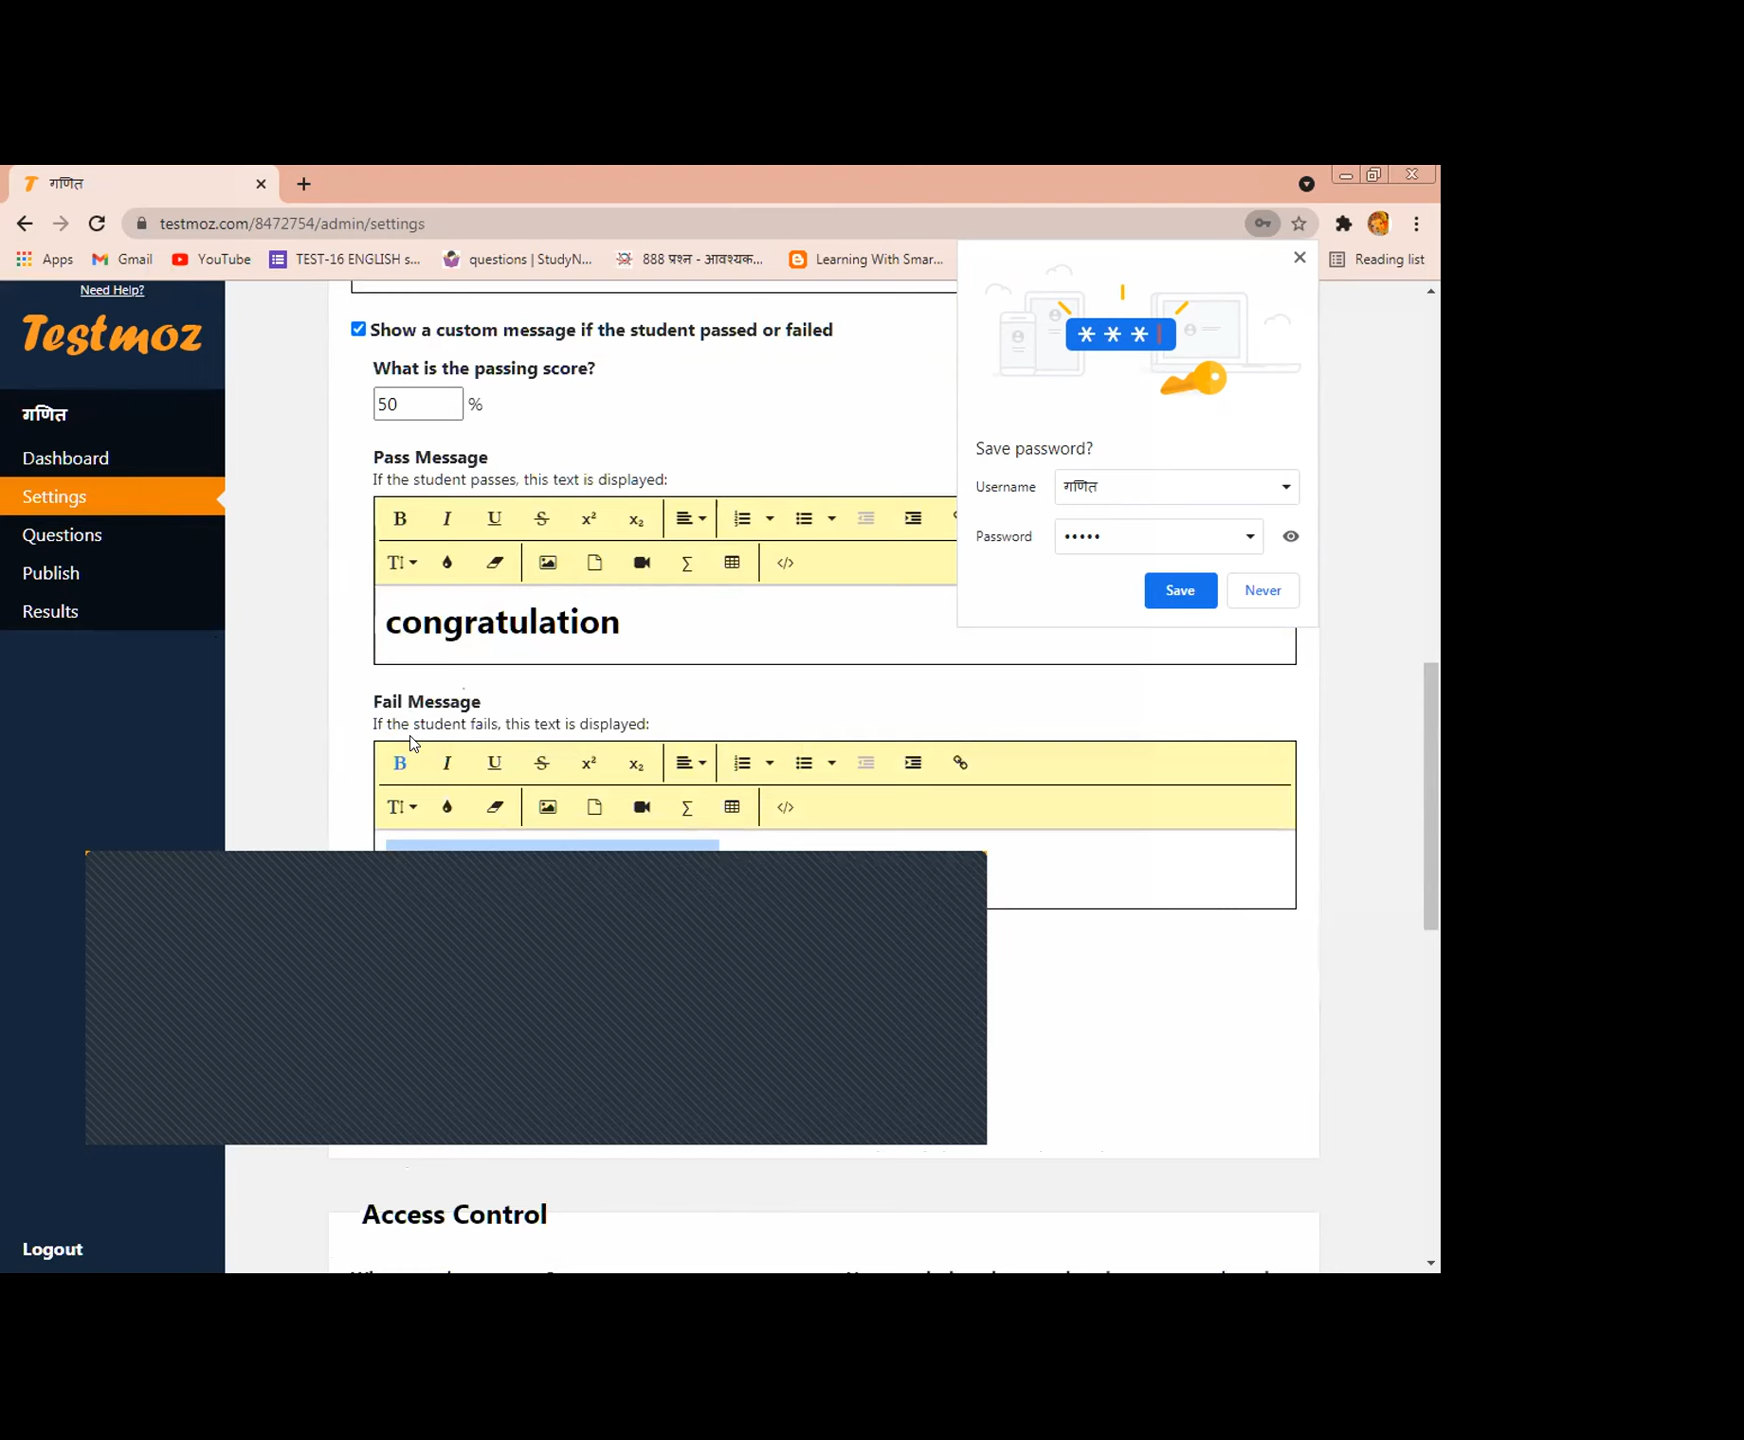 गणित
testmoz.com/8472754/admin/settings
Apps
Gmail
YouTube
TEST-16 ENGLISH s...
questions | StudyN...
888 प्रश्न - आवश्यक...
Learning With Smar...
Reading list
Need Help?
Testmoz
गणित
Dashboard
Settings
Questions
Publish
Results
Logout
Show a custom message if the student passed or failed
What is the passing score?
50 %
Pass Message
If the student passes, this text is displayed:
B I U S x² x₂
T </>
congratulation
Fail Message
If the student fails, this text is displayed:
B I U S x² x₂
T </>
Access Control
***
Save password?
Username गणित
Password •••••
Save Never